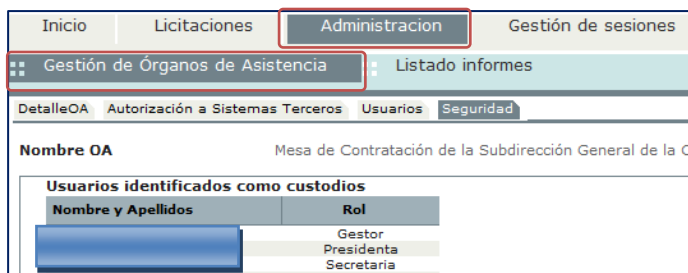 Inicio Licitaciones Administracion Gestión de sesiones
Gestión de Órganos de Asistencia Listado informes
DetalleOA Autorización a Sistemas Terceros Usuarios Seguridad
Nombre OA Mesa de Contratación de la Subdirección General de la
Usuarios identificados como custodios
Nombre y Apellidos Rol
Gestor
Presidenta
Secretaria